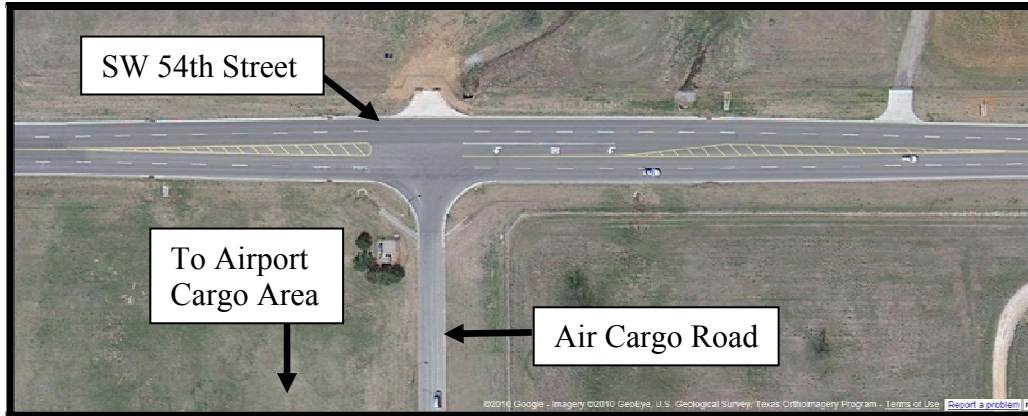 SW 54th Street
To Airport
Cargo Area
Air Cargo Road
©2010 Google - Imagery ©2010 GeoEye, U.S. Geological Survey, Texas Orthoimagery Program - Terms of Use Report a problem